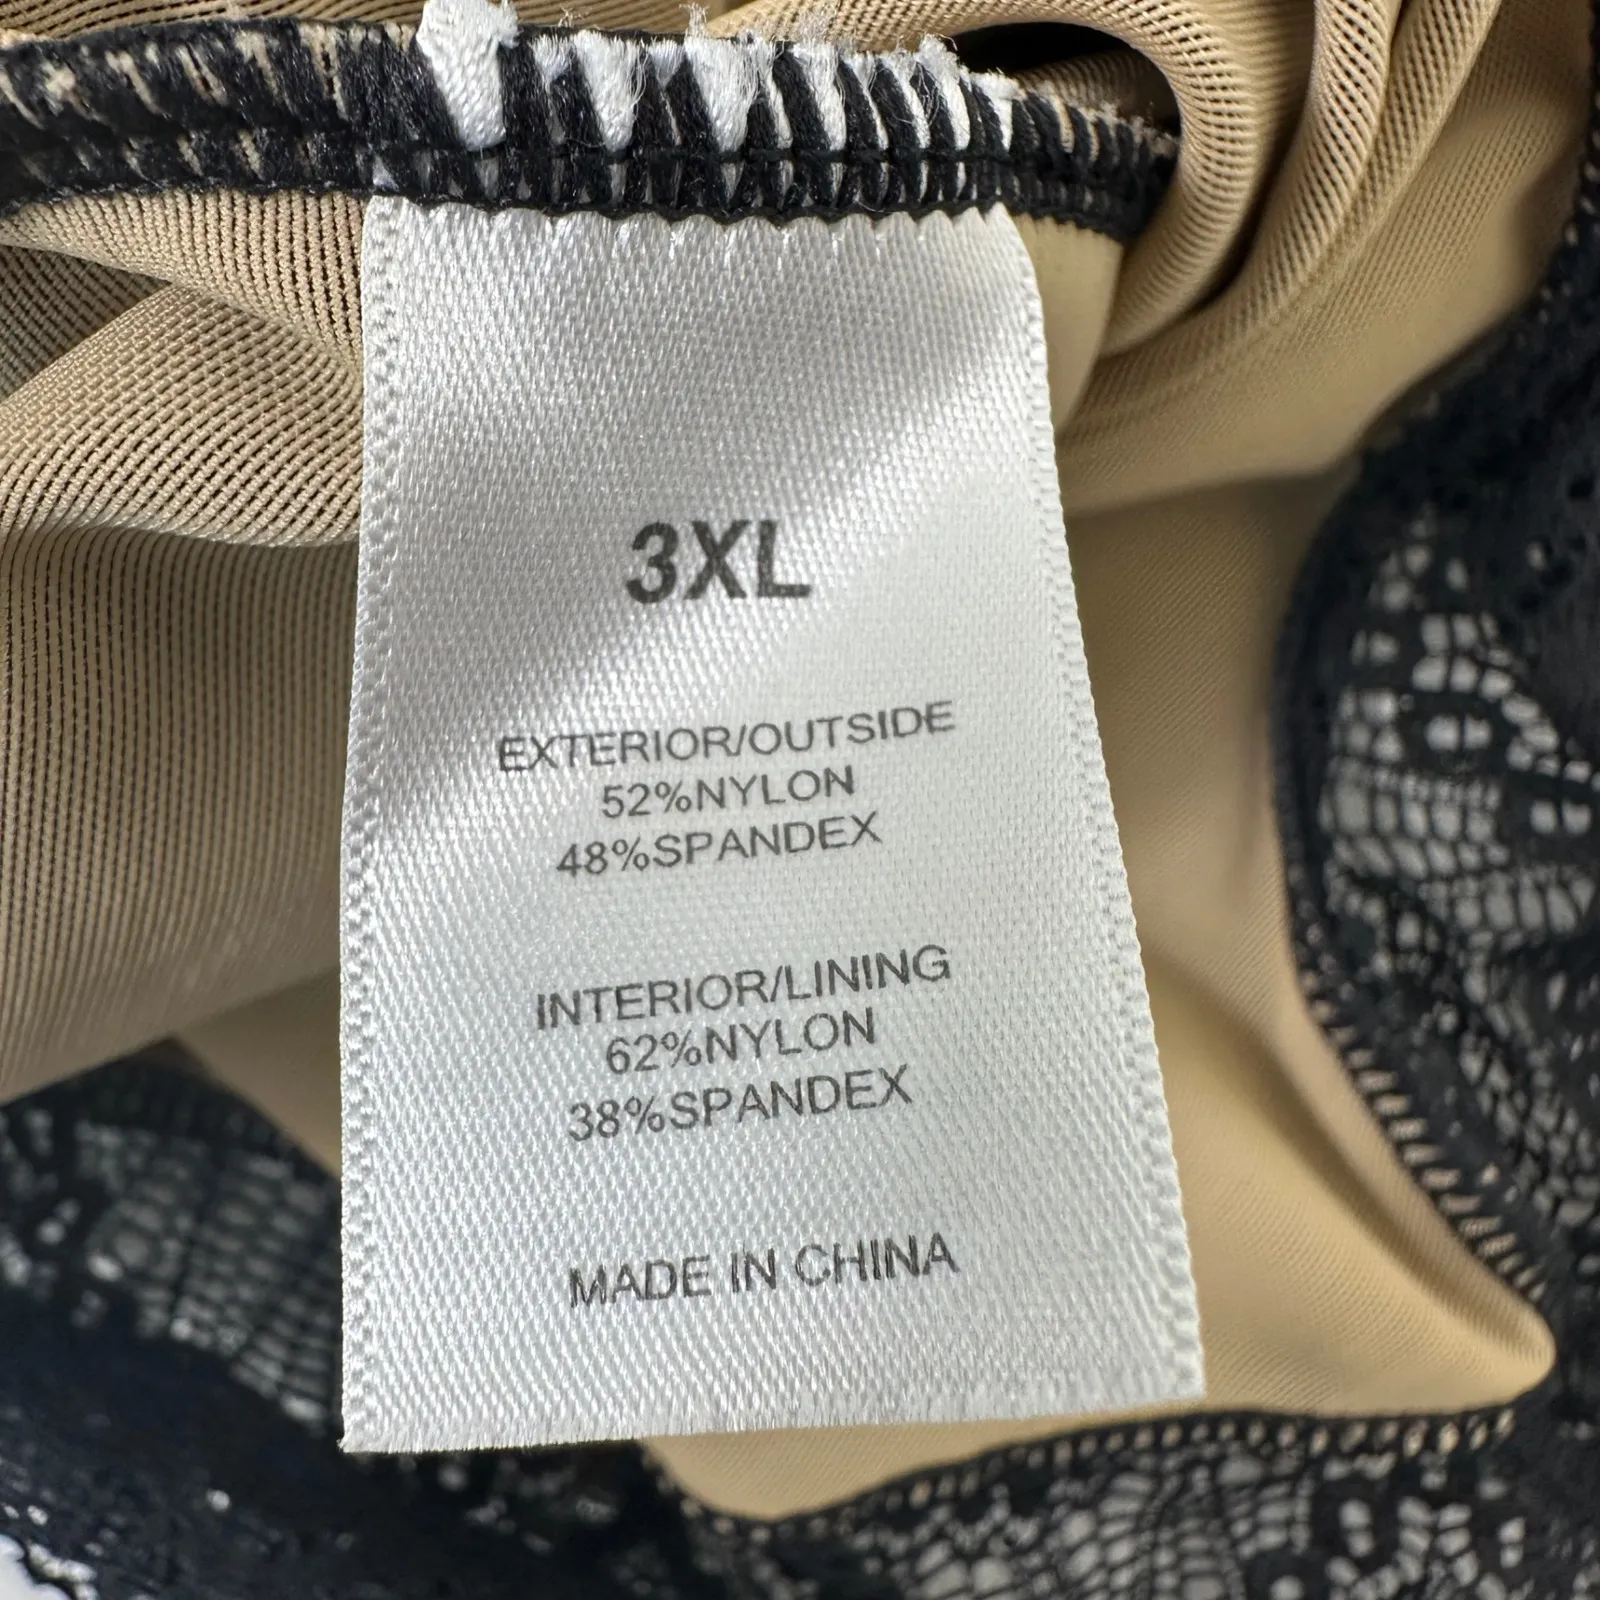 3XL
EXTERIOR/OUTSIDE
52%NYLON
48%SPANDEX
INTERIOR/LINING
62%NYLON
38%SPANDEX
MADE IN CHINA